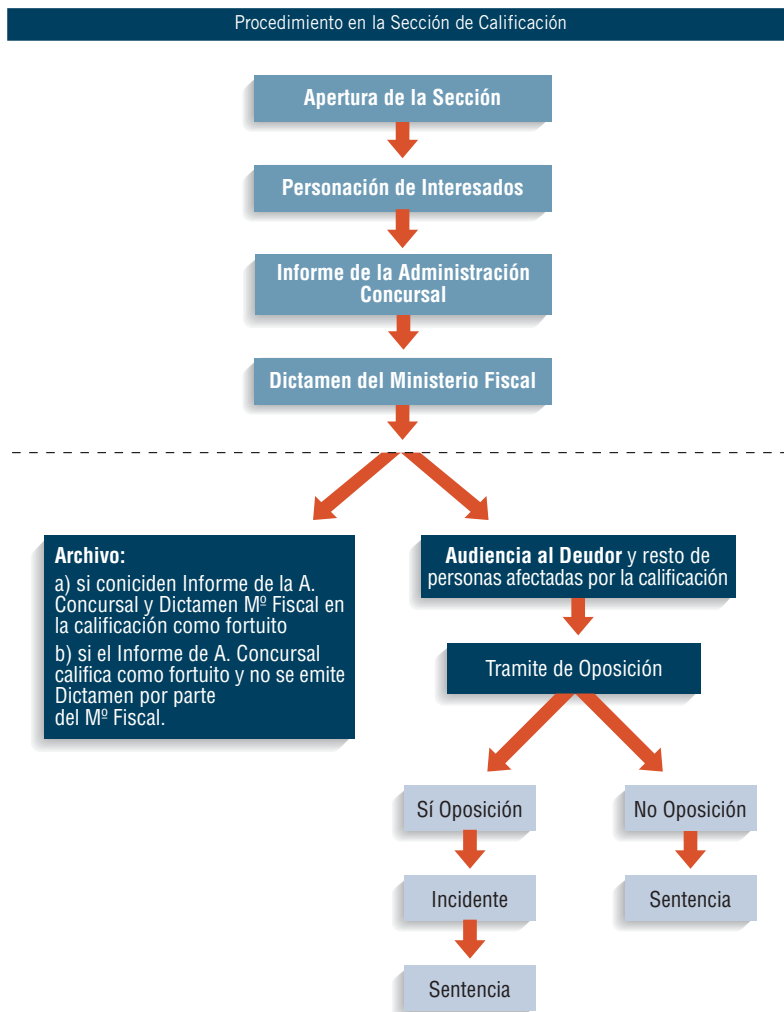 Procedimiento en la Sección de Calificación
Apertura de la Sección
Personación de Interesados
Informe de la Administración
Concursal
Dictamen del Ministerio Fiscal
Archivo:
a) si coniciden Informe de la A.
Concursal y Dictamen Mº Fiscal en
la calificación como fortuito
b) si el Informe de A. Concursal
califica como fortuito y no se emite
Dictamen por parte
del Mº Fiscal.
Audiencia al Deudor y resto de
personas afectadas por la calificación
Tramite de Oposición
Sí Oposición
No Oposición
Incidente
Sentencia
Sentencia